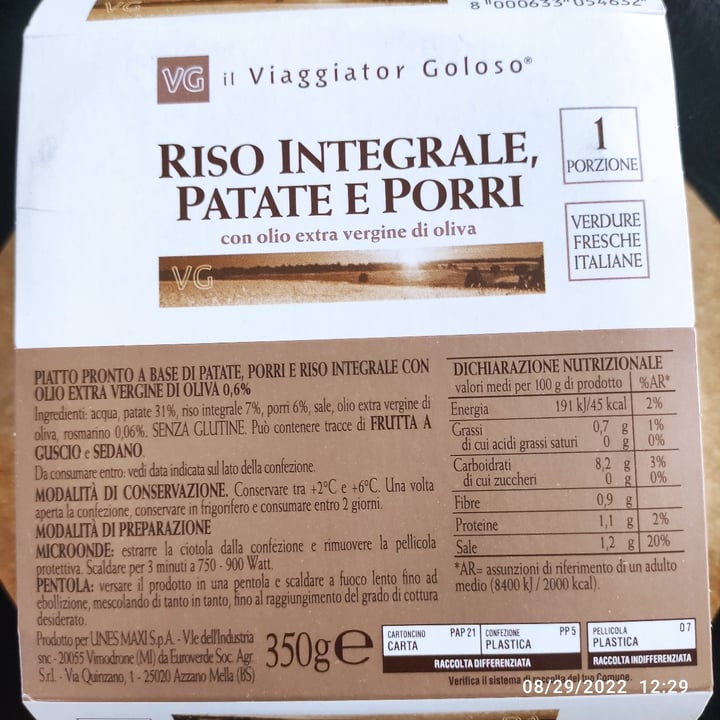 8 000633 054652
VG
VG il Viaggiator Goloso®
RISO INTEGRALE,
PATATE E PORRI
con olio extra vergine di oliva
1
PORZIONE
VERDURE
FRESCHE
ITALIANE
VG
PIATTO PRONTO A BASE DI PATATE, PORRI E RISO INTEGRALE CON
OLIO EXTRA VERGINE DI OLIVA 0,6%
Ingredienti: acqua, patate 31%, riso integrale 7%, porri 6%, sale, olio extra vergine di
oliva, rosmarino 0,06%. SENZA GLUTINE. Può contenere tracce di FRUTTA A
GUSCIO e SEDANO.
Da consumare entro: vedi data indicata sul lato della confezione.
MODALITÀ DI CONSERVAZIONE. Conservare tra +2°C e +6°C. Una volta
aperta la confezione, conservare in frigorifero e consumare entro 2 giorni.
MODALITÀ DI PREPARAZIONE
MICROONDE: estrarre la ciotola dalla confezione e rimuovere la pellicola
protettiva. Scaldare per 3 minuti a 750 - 900 Watt.
PENTOLA: versare il prodotto in una pentola e scaldare a fuoco lento fino ad
ebollizione, mescolando di tanto in tanto, fino al raggiungimento del grado di cottura
desiderato.
Prodotto per UNES MAXI S.p.A. - V.le dell'Industria
snc - 20055 Vimodrone (MI) da Euroverde Soc. Agr.
S.r.l. - Via Quinzano, 1 - 25020 Azzano Mella (BS)
350g e
DICHIARAZIONE NUTRIZIONALE
valori medi per 100 g di prodotto %AR*
Energia 191 kJ/45 kcal 2%
Grassi 0,7 g 1%
di cui acidi grassi saturi 0 g 0%
Carboidrati 8,2 g 3%
di cui zuccheri 0 g 0%
Fibre 0,9 g
Proteine 1,1 g 2%
Sale 1,2 g 20%
*AR= assunzioni di riferimento di un adulto
medio (8400 kJ / 2000 kcal).
CARTONCINO PAP 21
CARTA
CONFEZIONE PP 5
PLASTICA
RACCOLTA DIFFERENZIATA
PELLICOLA 07
PLASTICA
RACCOLTA INDIFFERENZIATA
Verifica il sistema di raccolta del tuo Comune.
08/29/2022 12:29
VG